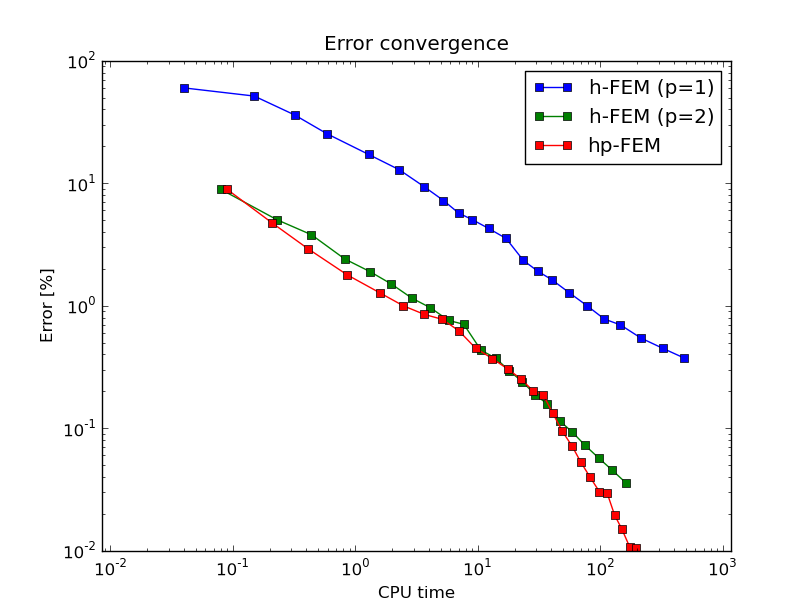 Error convergence
h-FEM (p=1)
h-FEM (p=2)
hp-FEM
Error [%]
10^2
10^1
10^0
10^-1
10^-2
10^-2 10^-1 10^0 10^1 10^2 10^3
CPU time